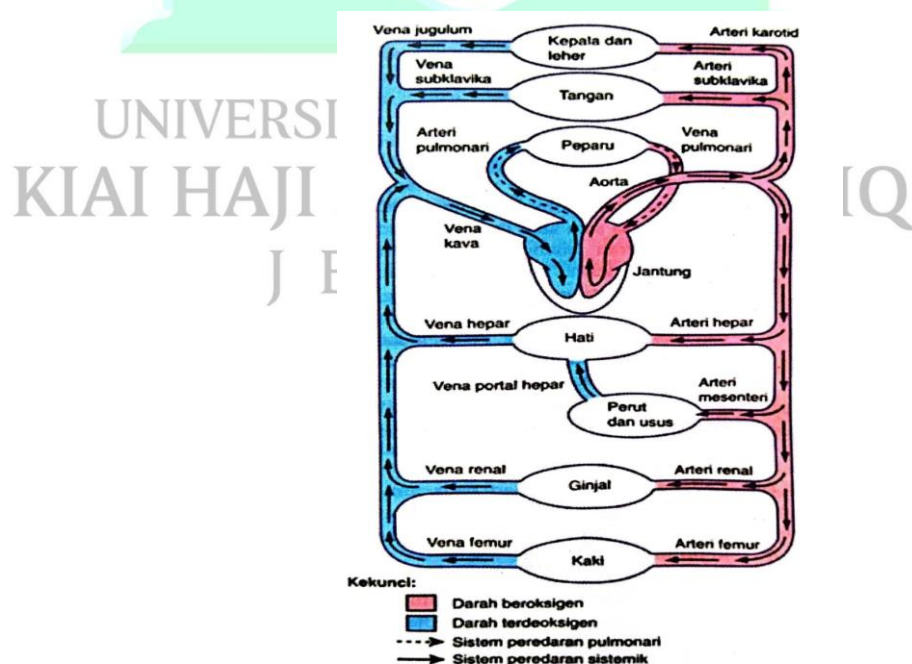 Vena jugulum
Kepala dan
leher
Arteri karotid
Vena
subklavika
Tangan
Arteri
subklavika
UNIVERSI
Arteri
pulmonari
Peparu
Vena
pulmonari
KIAI HAJI
IQ
Aorta
Vena
kava
J E
Jantung
Vena hepar
Hati
Arteri hepar
Vena portal hepar
Arteri
mesenteri
Perut
dan usus
Vena renal
Ginjal
Arteri renal
Vena femur
Kaki
Arteri femur
Kekunci:
Darah beroksigen
Darah terdeoksigen
Sistem peredaran pulmonari
Sistem peredaran sistemik